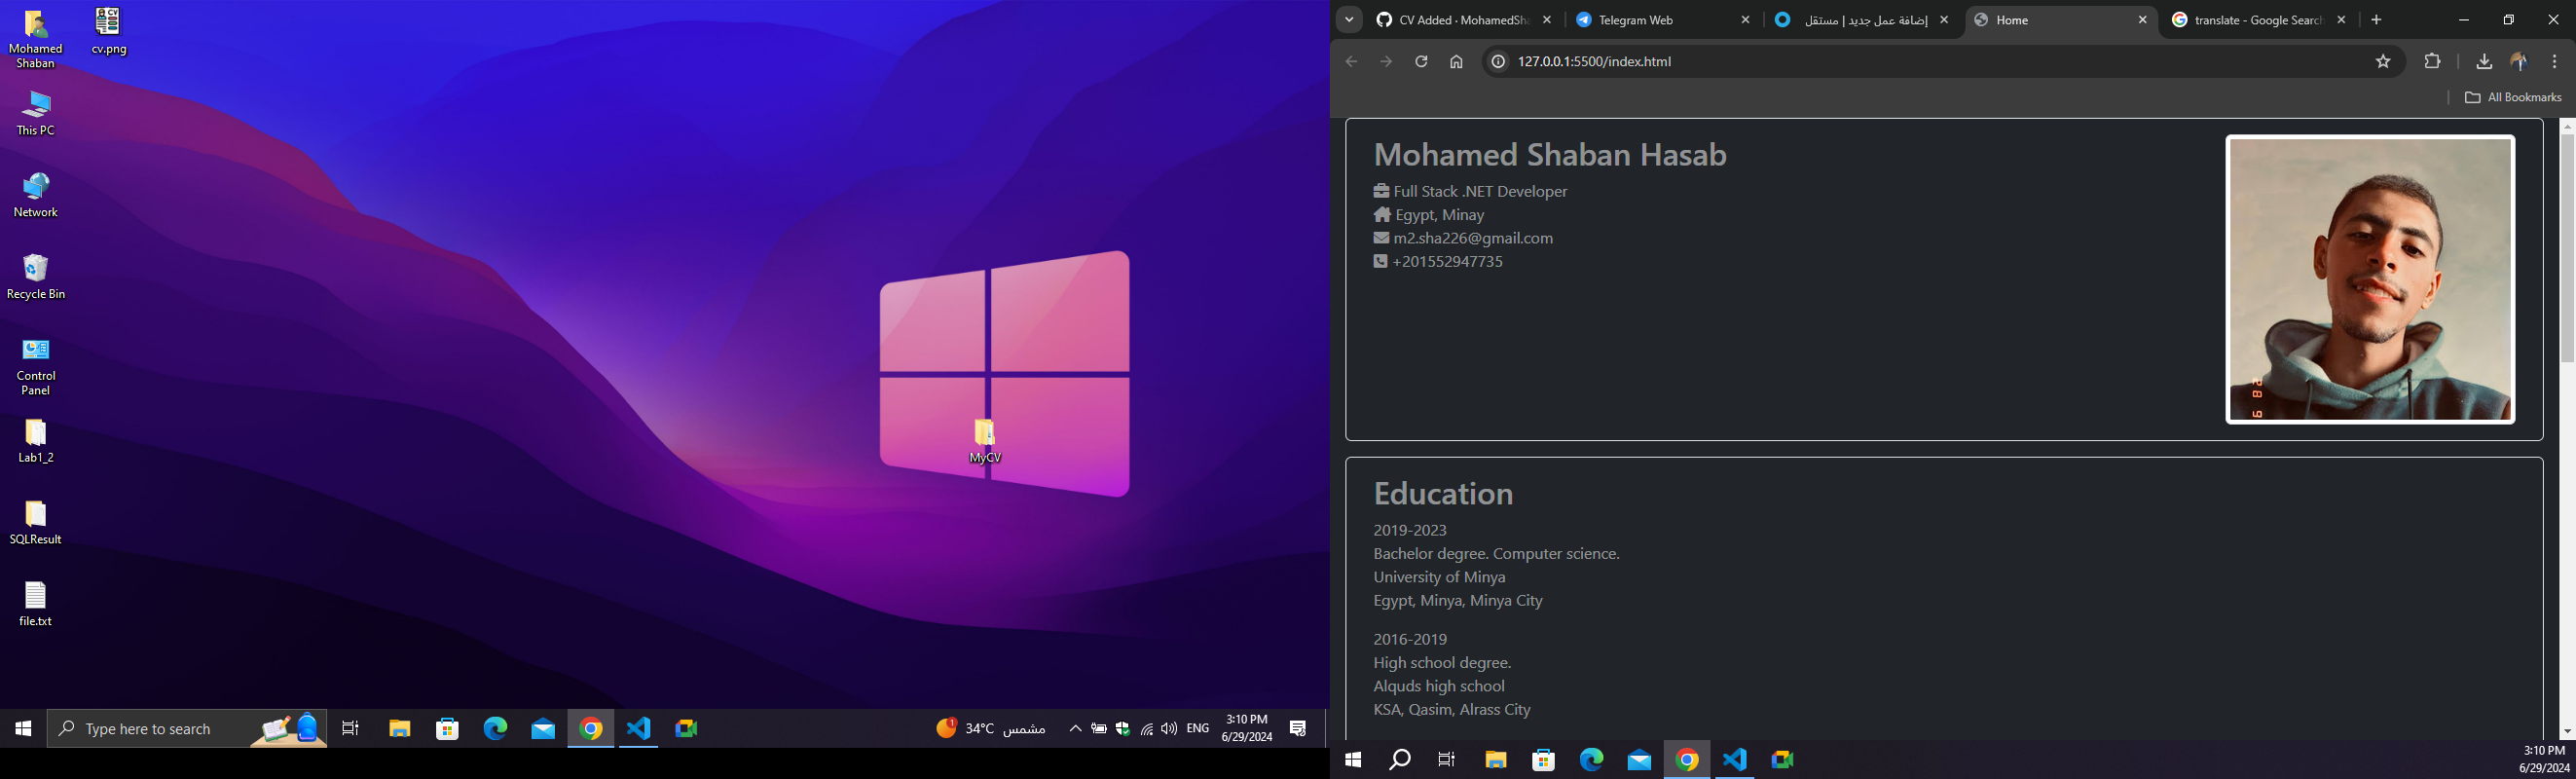 Mohamed
Shaban
cv.png
This PC
Network
Recycle Bin
Control
Panel
Lab1_2
SQLResult
file.txt
MyCV
Type here to search
1
34°C مشمس
ENG
3:10 PM
6/29/2024
CV Added · MohamedSha
Telegram Web
إضافة عمل جديد | مستقل
Home
translate - Google Search
127.0.0.1:5500/index.html
All Bookmarks
Mohamed Shaban Hasab
Full Stack .NET Developer
Egypt, Minay
m2.sha226@gmail.com
+201552947735
Education
2019-2023
Bachelor degree. Computer science.
University of Minya
Egypt, Minya, Minya City
2016-2019
High school degree.
Alquds high school
KSA, Qasim, Alrass City
3:10 PM
6/29/2024